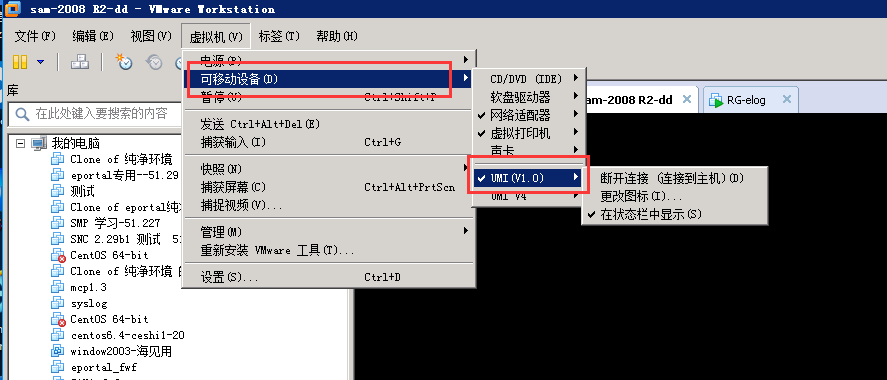 sam-2008 R2-dd - VMware Workstation
文件(F) 编辑(E) 视图(V) 虚拟机(V) 标签(T) 帮助(H)
库
在此处键入要搜索的内容
我的电脑
Clone of 纯净环境
eportal专用--51.29
测试
Clone of eportal纯
SMP 学习-51.227
SNC 2.29b1 测试 51
CentOS 64-bit
Clone of 纯净环境 的
mcp1.3
syslog
CentOS 64-bit
centos6.4-ceshi1-20
window2003-海见用
eportal_fwf
电源(P)
可移动设备(D)
暂停(U) Ctrl+Shift+P
发送 Ctrl+Alt+Del(E)
捕获输入(I) Ctrl+G
快照(N)
捕获屏幕(C) Ctrl+Alt+PrtScn
捕捉视频(V)...
管理(M)
重新安装 VMware 工具(T)...
设置(S)... Ctrl+D
CD/DVD (IDE)
软盘驱动器
网络适配器
虚拟打印机
声卡
UMI(V1.0)
UMI V4
断开连接 (连接到主机)(D)
更改图标(I)...
在状态栏中显示(S)
am-2008 R2-dd
RG-elog